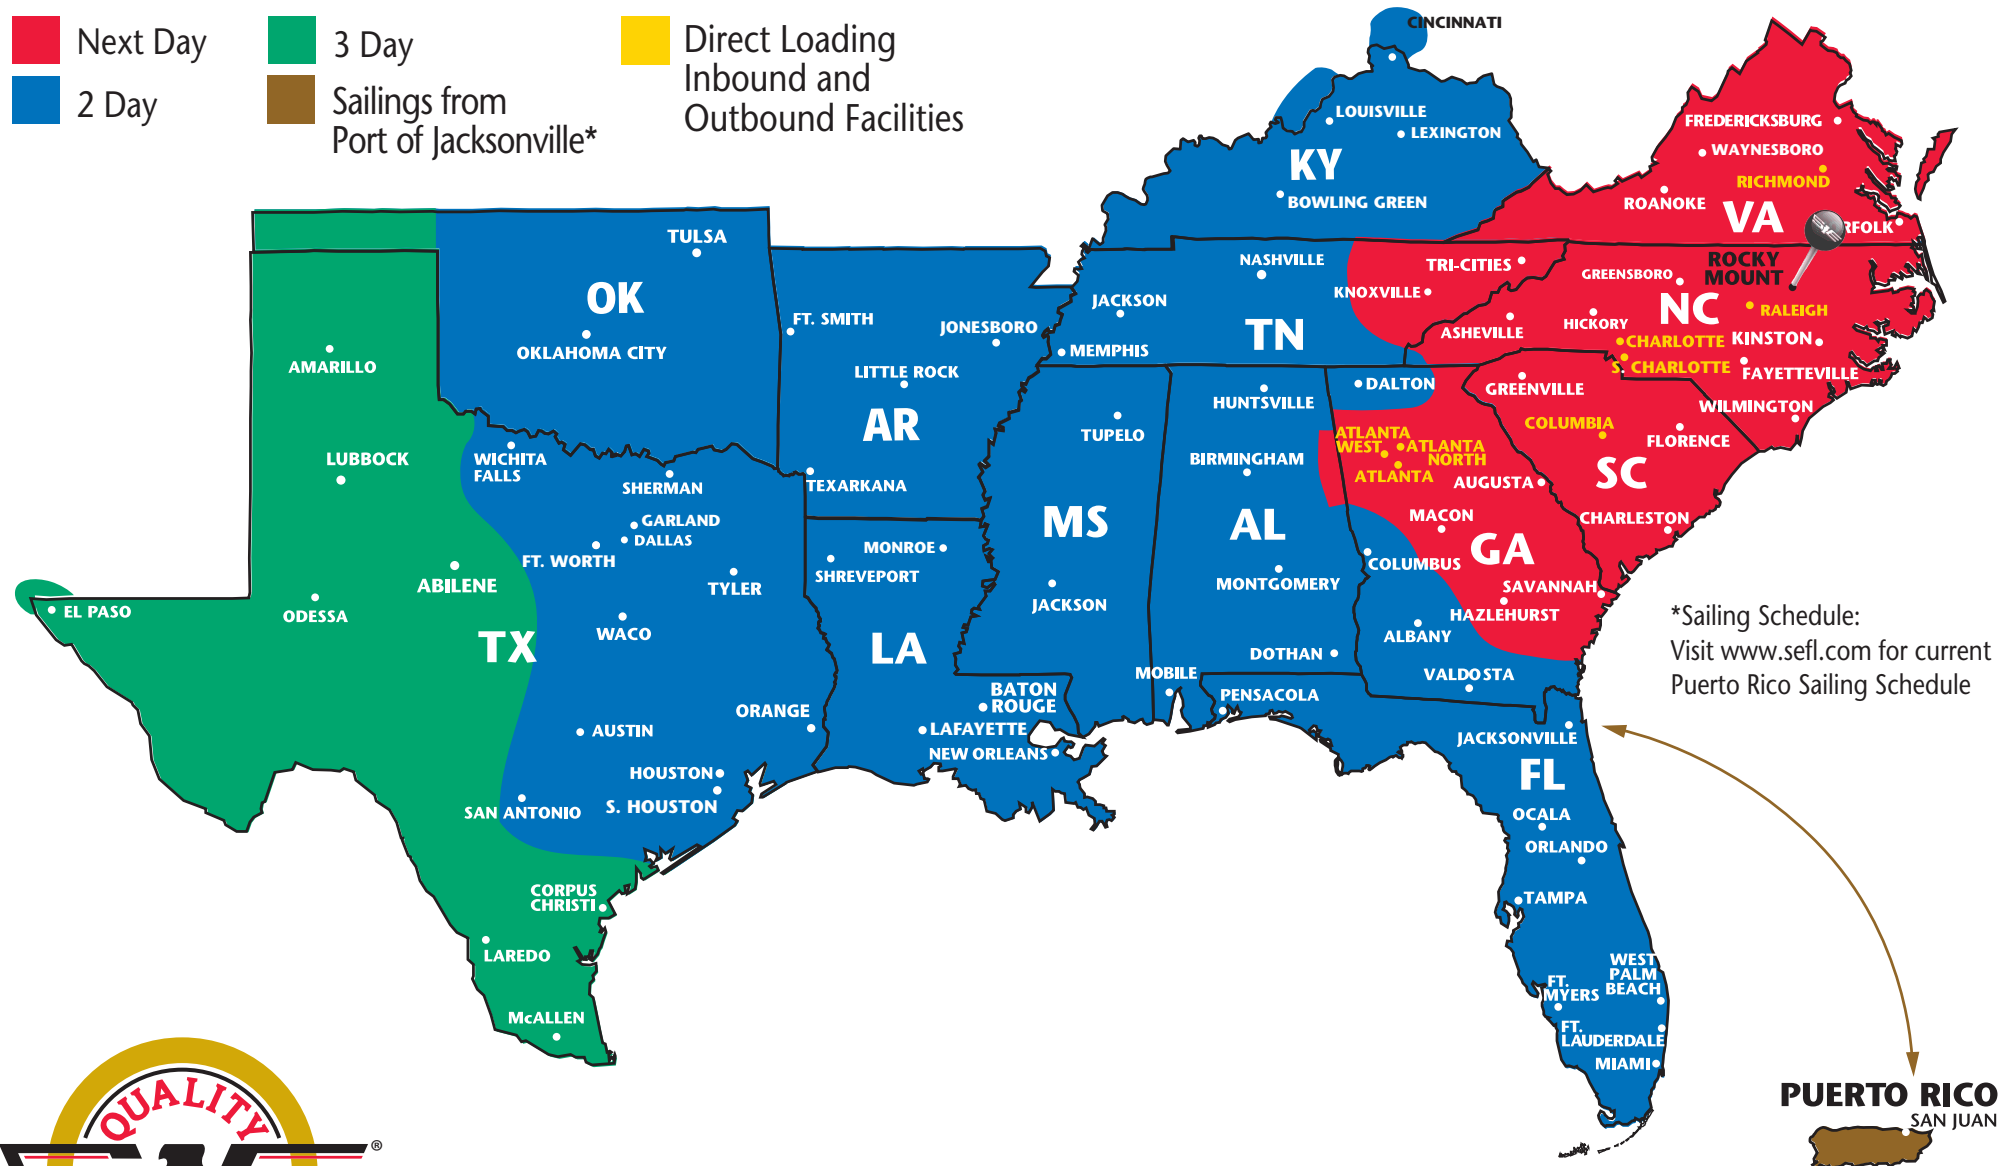 Next Day
2 Day
3 Day
Sailings from
Port of Jacksonville*
Direct Loading
Inbound and
Outbound Facilities
CINCINNATI
LOUISVILLE
LEXINGTON
KY
BOWLING GREEN
FREDERICKSBURG
WAYNESBORO
RICHMOND
ROANOKE
VA
RFOLK
ROCKY
MOUNT
TULSA
OK
OKLAHOMA CITY
FT. SMITH
JONESBORO
LITTLE ROCK
AR
TEXARKANA
NASHVILLE
JACKSON
TN
MEMPHIS
TRI-CITIES
KNOXVILLE
GREENSBORO
NC
RALEIGH
HICKORY
ASHEVILLE
CHARLOTTE
KINSTON
S. CHARLOTTE
FAYETTEVILLE
WILMINGTON
GREENVILLE
COLUMBIA
FLORENCE
SC
CHARLESTON
AMARILLO
LUBBOCK
WICHITA
FALLS
SHERMAN
GARLAND
DALLAS
FT. WORTH
ABILENE
TYLER
EL PASO
ODESSA
TX
WACO
AUSTIN
ORANGE
HOUSTON
S. HOUSTON
SAN ANTONIO
CORPUS
CHRISTI
LAREDO
McALLEN
MONROE
SHREVEPORT
LA
BATON
ROUGE
LAFAYETTE
NEW ORLEANS
TUPELO
MS
JACKSON
HUNTSVILLE
BIRMINGHAM
AL
MONTGOMERY
DOTHAN
MOBILE
DALTON
ATLANTA
WEST
ATLANTA
NORTH
ATLANTA
AUGUSTA
MACON
GA
COLUMBUS
SAVANNAH
HAZLEHURST
ALBANY
VALDOSTA
PENSACOLA
JACKSONVILLE
FL
OCALA
ORLANDO
TAMPA
WEST
PALM
BEACH
FT.
MYERS
FT.
LAUDERDALE
MIAMI
*Sailing Schedule:
Visit www.sefl.com for current
Puerto Rico Sailing Schedule
PUERTO RICO
SAN JUAN
QUALITY
®